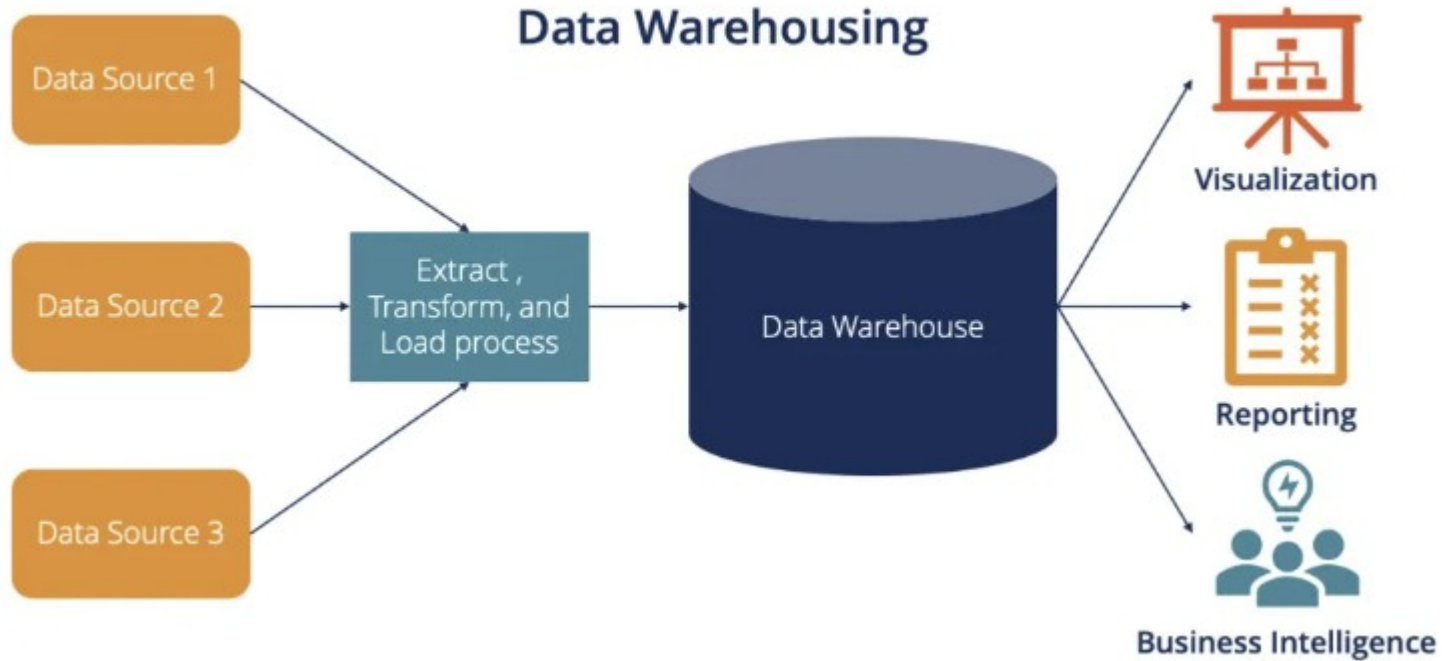 Data Warehousing
Data Source 1
Data Source 2
Data Source 3
Extract ,
Transform, and
Load process
Data Warehouse
Visualization
Reporting
Business Intelligence